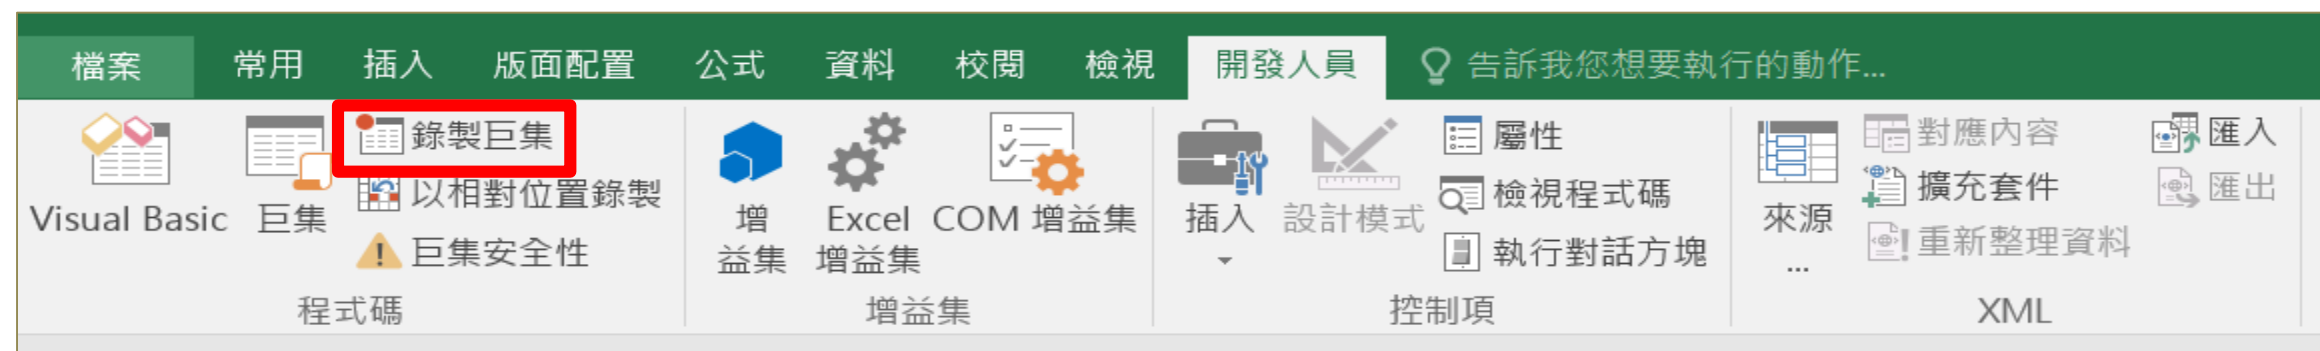 檔案 常用 插入 版面配置 公式 資料 校閱 檢視 開發人員 告訴我您想要執行的動作...
Visual Basic
巨集
錄製巨集
以相對位置錄製
巨集安全性
程式碼
增
益集
Excel
增益集
COM 增益集
增益集
插入
設計模式
屬性
檢視程式碼
執行對話方塊
控制項
來源
...
對應內容
擴充套件
重新整理資料
匯入
匯出
XML